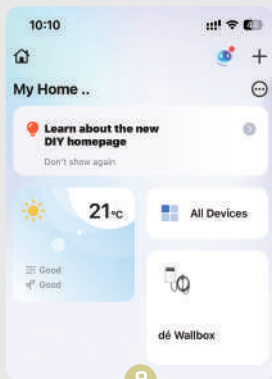 10:10
My Home ..
Learn about the new
DIY homepage
Don't show again
21°C
All Devices
Good
Good
dé Wallbox